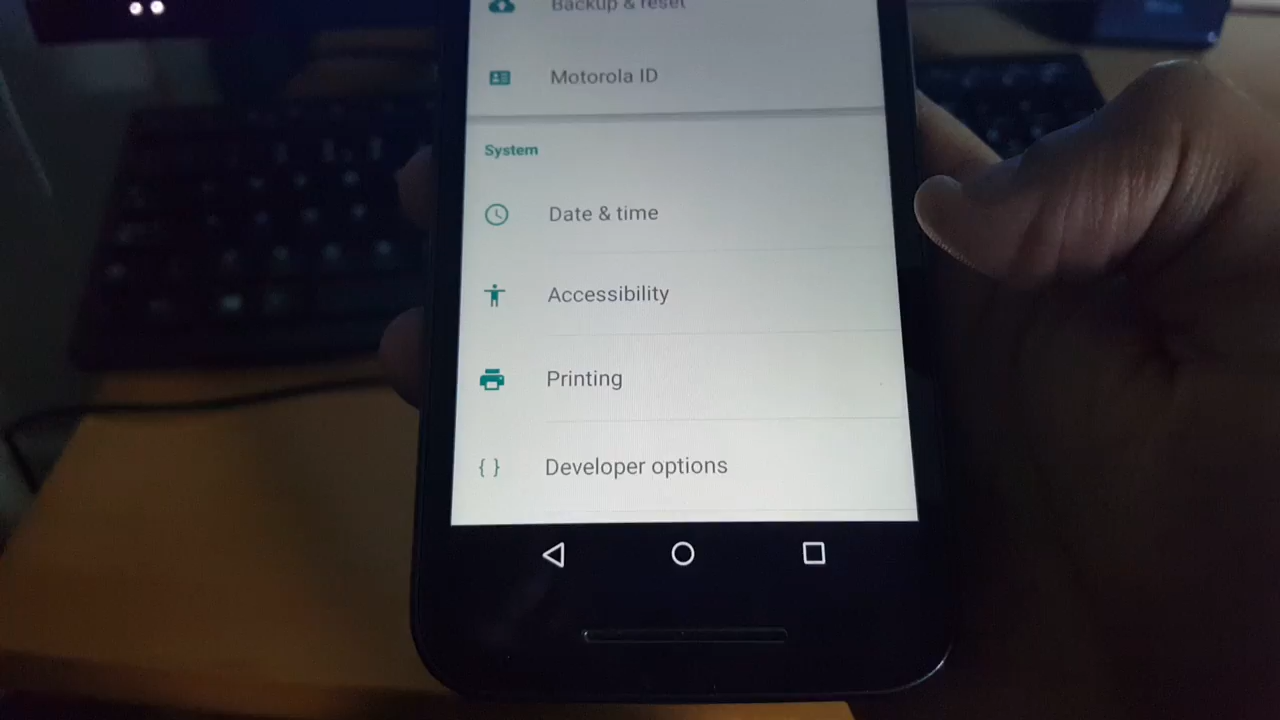 Backup & reset
Motorola ID
System
Date & time
Accessibility
Printing
{ } Developer options